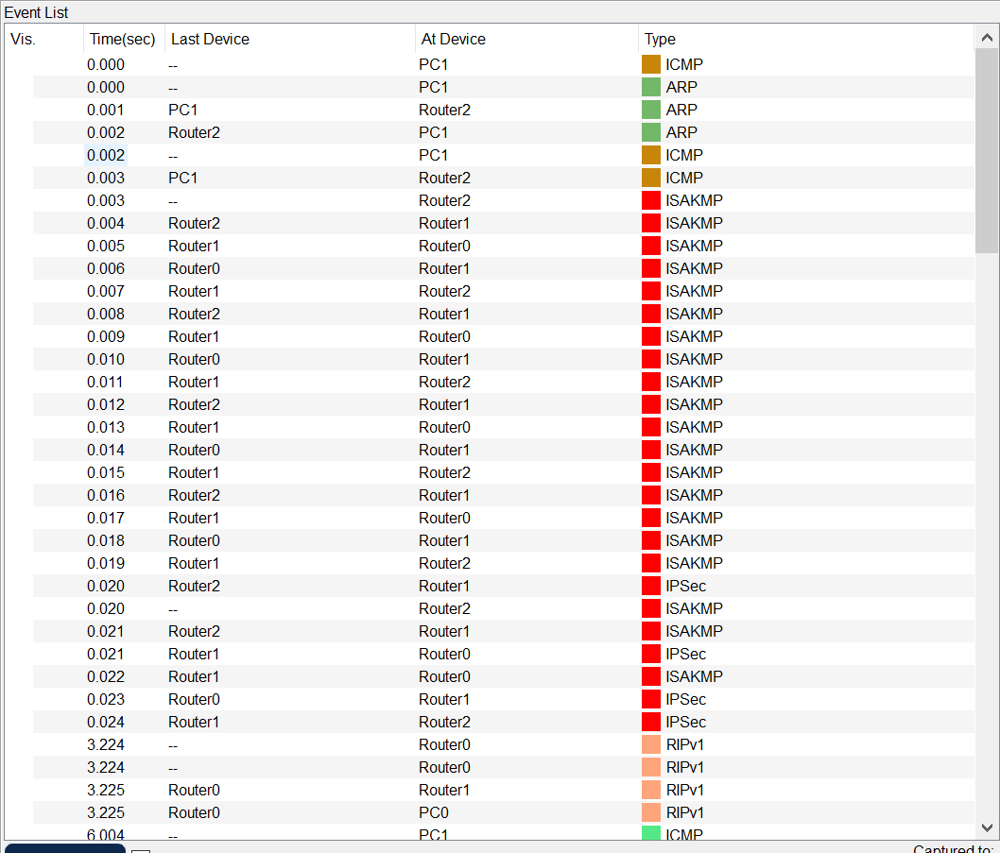 Event List
Vis. Time(sec) Last Device At Device Type
0.000 -- PC1 ICMP
0.000 -- PC1 ARP
0.001 PC1 Router2 ARP
0.002 Router2 PC1 ARP
0.002 -- PC1 ICMP
0.003 PC1 Router2 ICMP
0.003 -- Router2 ISAKMP
0.004 Router2 Router1 ISAKMP
0.005 Router1 Router0 ISAKMP
0.006 Router0 Router1 ISAKMP
0.007 Router1 Router2 ISAKMP
0.008 Router2 Router1 ISAKMP
0.009 Router1 Router0 ISAKMP
0.010 Router0 Router1 ISAKMP
0.011 Router1 Router2 ISAKMP
0.012 Router2 Router1 ISAKMP
0.013 Router1 Router0 ISAKMP
0.014 Router0 Router1 ISAKMP
0.015 Router1 Router2 ISAKMP
0.016 Router2 Router1 ISAKMP
0.017 Router1 Router0 ISAKMP
0.018 Router0 Router1 ISAKMP
0.019 Router1 Router2 ISAKMP
0.020 Router2 Router1 IPSec
0.020 -- Router2 ISAKMP
0.021 Router2 Router1 ISAKMP
0.021 Router1 Router0 IPSec
0.022 Router1 Router0 ISAKMP
0.023 Router0 Router1 IPSec
0.024 Router1 Router2 IPSec
3.224 -- Router0 RIPv1
3.224 -- Router0 RIPv1
3.225 Router0 Router1 RIPv1
3.225 Router0 PC0 RIPv1
6.004 -- PC1 ICMP
Captured to: